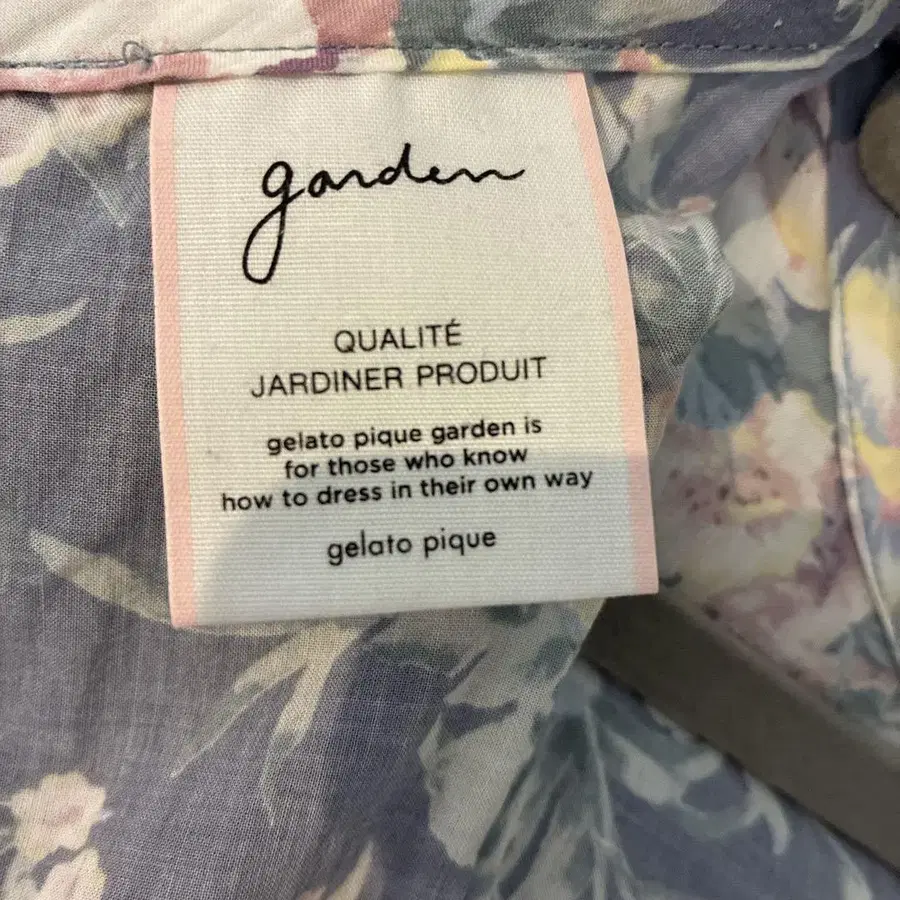 garden
QUALITÉ
JARDINER PRODUIT
gelato pique garden is
for those who know
how to dress in their own way
gelato pique